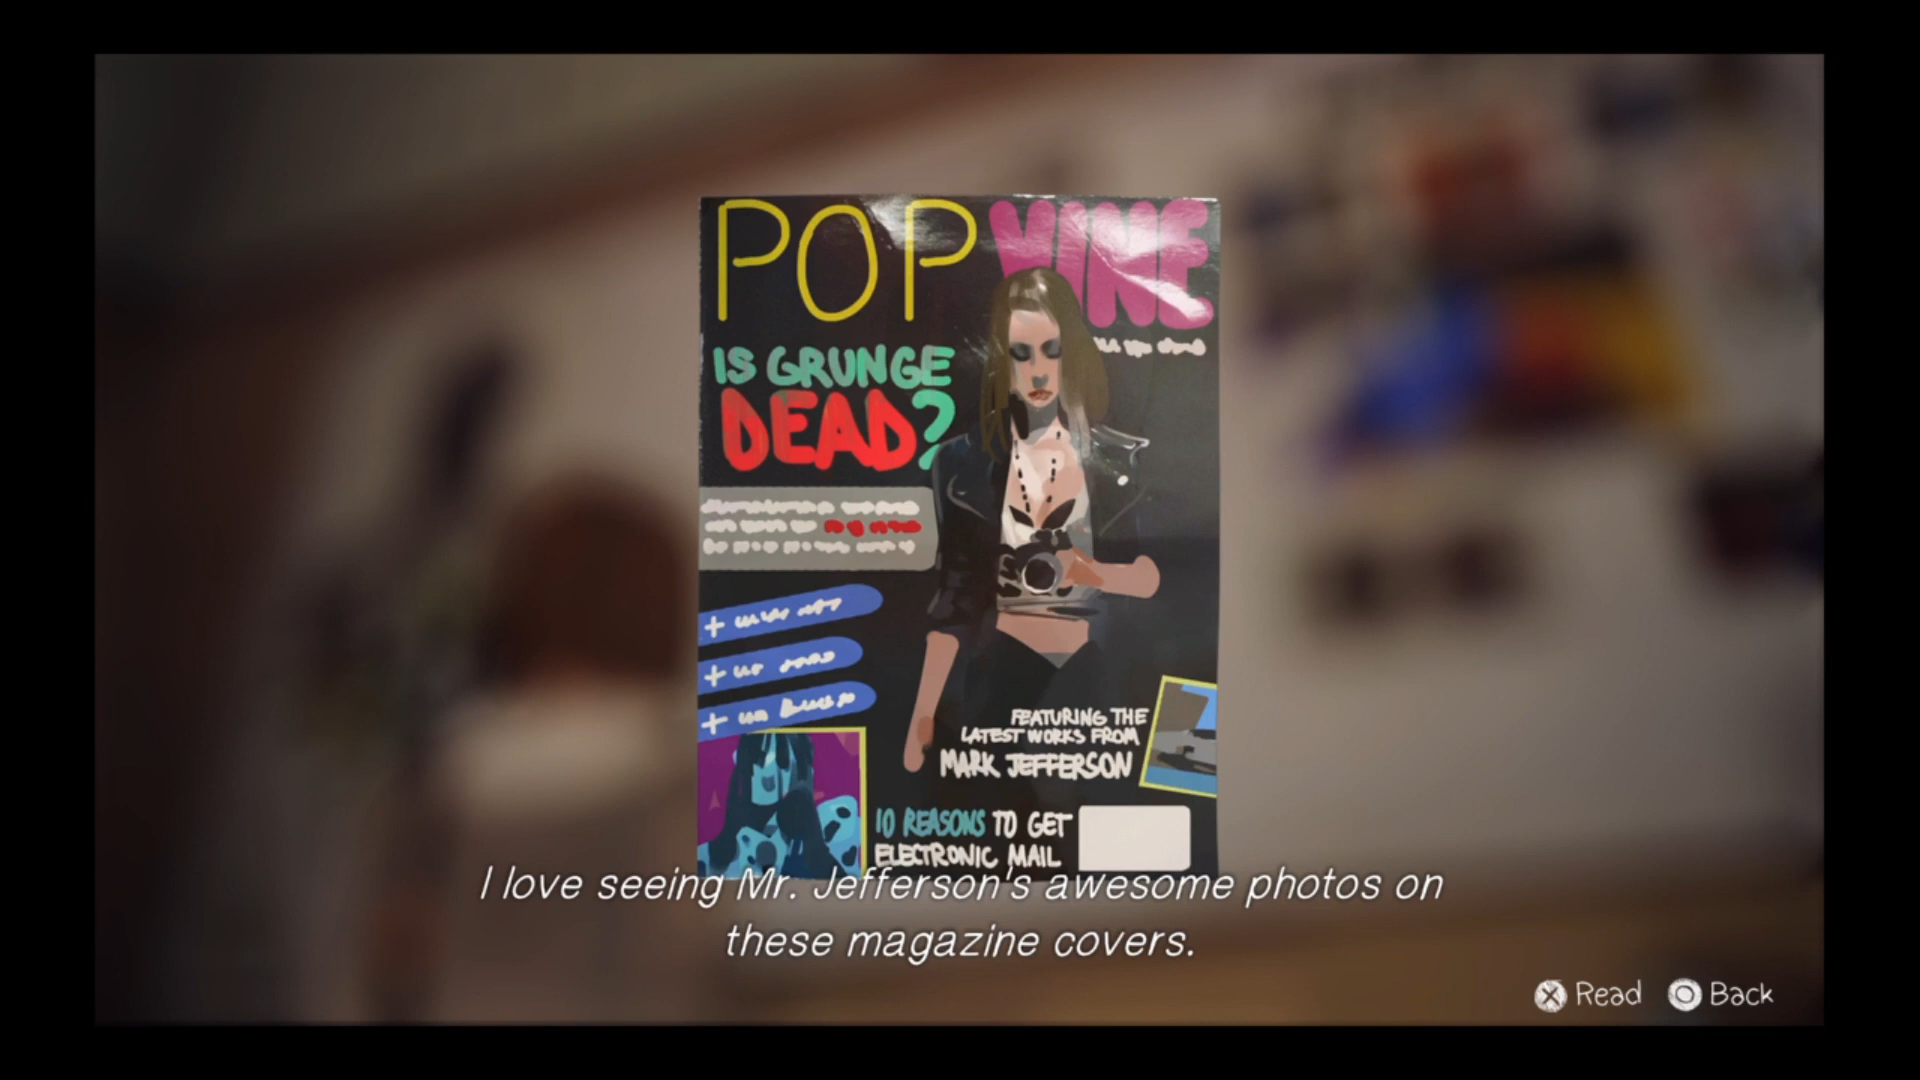 POP VINE
IS GRUNGE
DEAD?
FEATURING THE
LATEST WORKS FROM
MARK JEFFERSON
10 REASONS TO GET
ELECTRONIC MAIL
I love seeing Mr. Jefferson's awesome photos on
these magazine covers.
Read Back